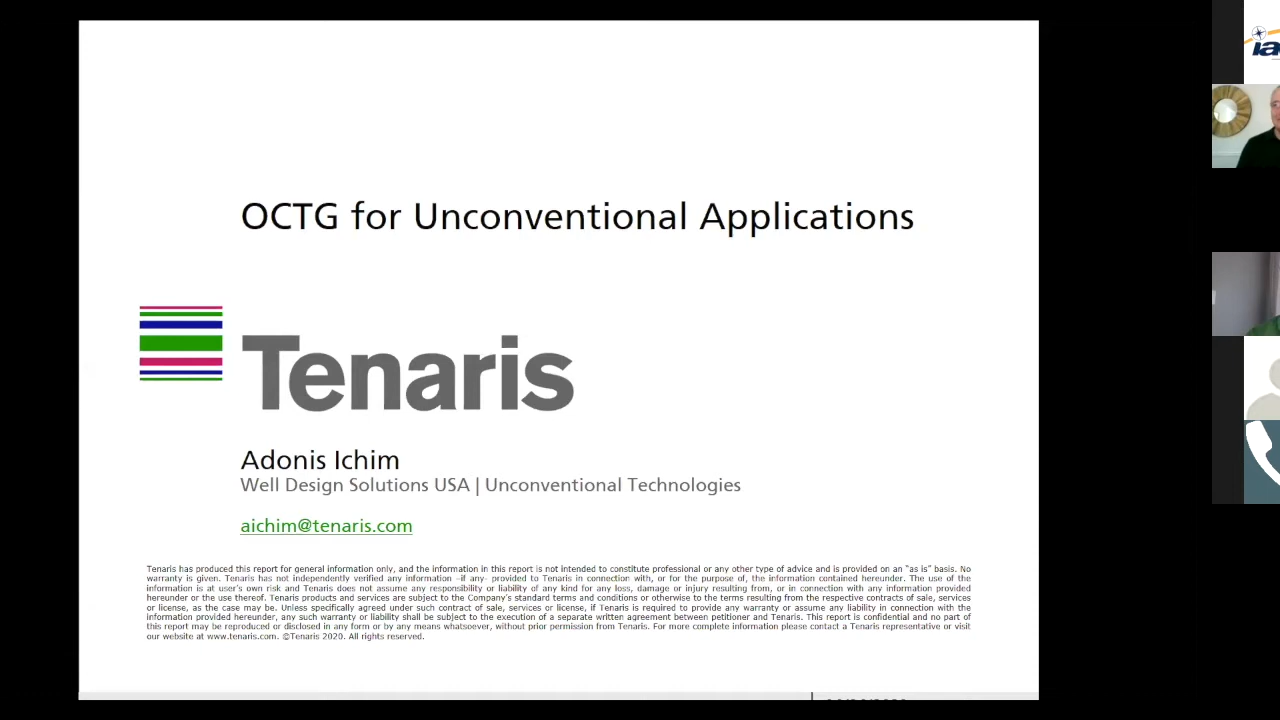 OCTG for Unconventional Applications
Tenaris
Adonis Ichim
Well Design Solutions USA | Unconventional Technologies
aichim@tenaris.com
Tenaris has produced this report for general information only, and the information in this report is not intended to constitute professional or any other type of advice and is provided on an "as is" basis. No
warranty is given. Tenaris has not independently verified any information -if any- provided to Tenaris in connection with, or for the purpose of, the information contained hereunder. The use of the
information is at user's own risk and Tenaris does not assume any responsibility or liability of any kind for any loss, damage or injury resulting from, or in connection with any information provided
hereunder or the use thereof. Tenaris products and services are subject to the Company's standard terms and conditions or otherwise to the terms resulting from the respective contracts of sale, services
or license, as the case may be. Unless specifically agreed under such contract of sale, services or license, if Tenaris is required to provide any warranty or assume any liability in connection with the
information provided hereunder, any such warranty or liability shall be subject to the execution of a separate written agreement between petitioner and Tenaris. This report is confidential and no part of
this report may be reproduced or disclosed in any form or by any means whatsoever, without prior permission from Tenaris. For more complete information please contact a Tenaris representative or visit
our website at www.tenaris.com. ©Tenaris 2020. All rights reserved.